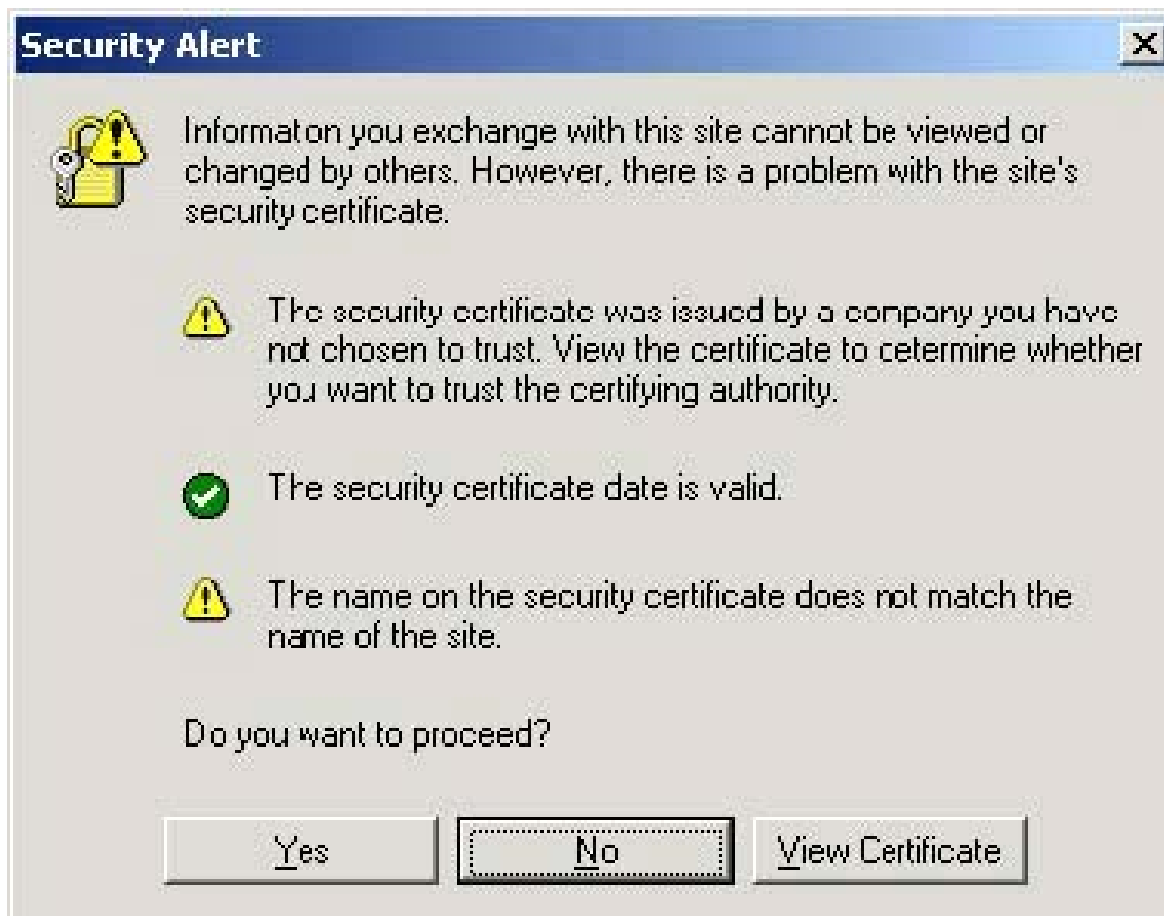 Security Alert
Informaton you exchange with this site cannot be viewed or
changed by others. However, there is a problem with the site's
security certificate.
The security certificate was issued by a company you have
not chosen to trust. View the certificate to determine whether
you want to trust the certifying authority.
The security certificate date is valid.
The name on the security certificate does not match the
name of the site.
Do you want to proceed?
Yes
No
View Certificate